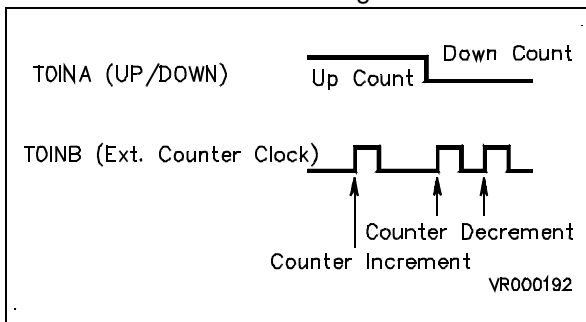 T0INA (UP/DOWN)
Down Count
Up Count
T0INB (Ext. Counter Clock)
Counter Decrement
Counter Increment
VR000192